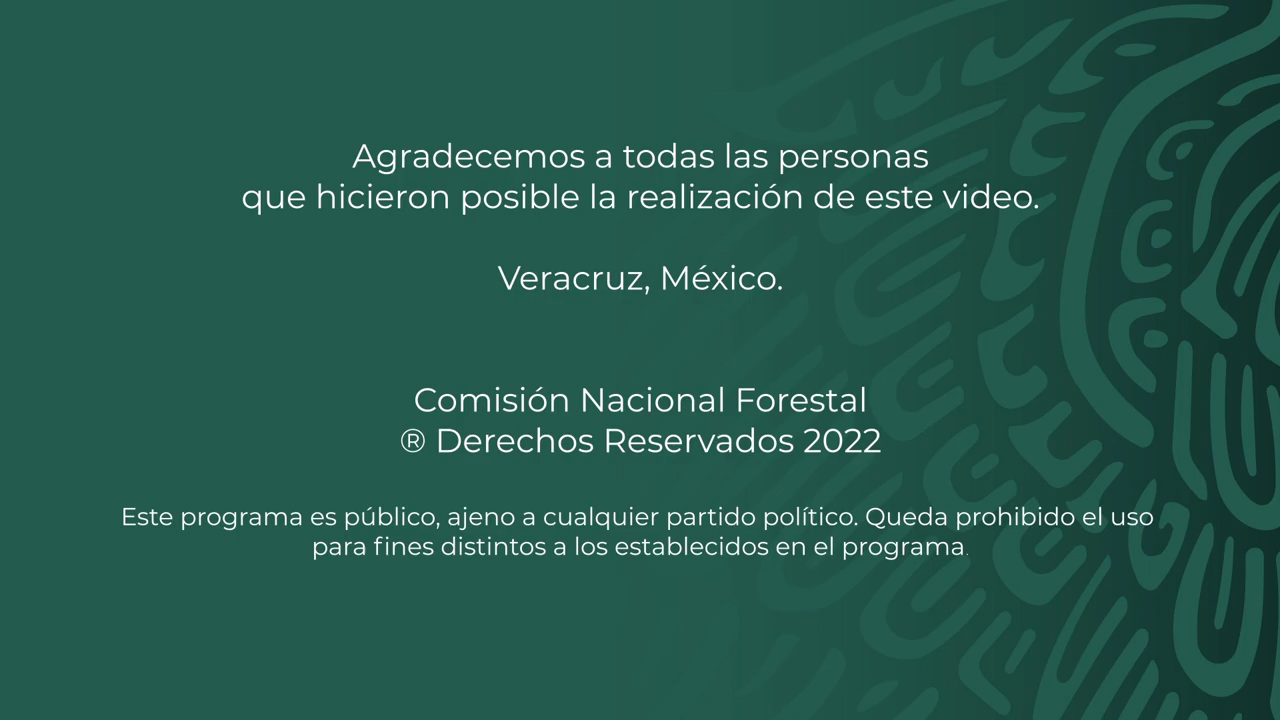 Agradecemos a todas las personas
que hicieron posible la realización de este video.
Veracruz, México.
Comisión Nacional Forestal
® Derechos Reservados 2022
Este programa es público, ajeno a cualquier partido político. Queda prohibido el uso
para fines distintos a los establecidos en el programa.